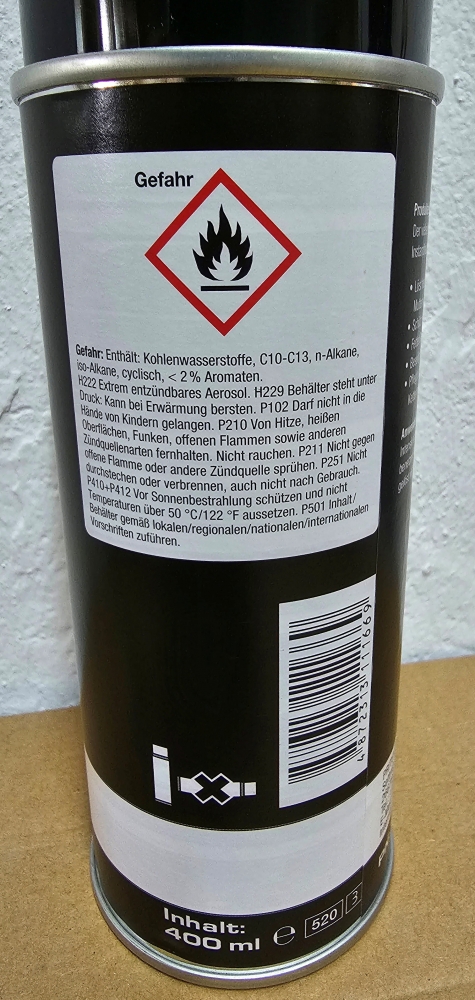 Gefahr
Gefahr: Enthält: Kohlenwasserstoffe, C10-C13, n-Alkane,
iso-Alkane, cyclisch, < 2 % Aromaten.
H222 Extrem entzündbares Aerosol. H229 Behälter steht unter
Druck: Kann bei Erwärmung bersten. P102 Darf nicht in die
Hände von Kindern gelangen. P210 Von Hitze, heißen
Oberflächen, Funken, offenen Flammen sowie anderen
Zündquellenarten fernhalten. Nicht rauchen. P211 Nicht gegen
offene Flamme oder andere Zündquelle sprühen. P251 Nicht
durchstechen oder verbrennen, auch nicht nach Gebrauch.
P410+P412 Vor Sonnenbestrahlung schützen und nicht
Temperaturen über 50 °C/122 °F aussetzen. P501 Inhalt/
Behälter gemäß lokalen/regionalen/nationalen/internationalen
Vorschriften zuführen.
4 872313 111669
Inhalt:
400 ml ℮ 520 3